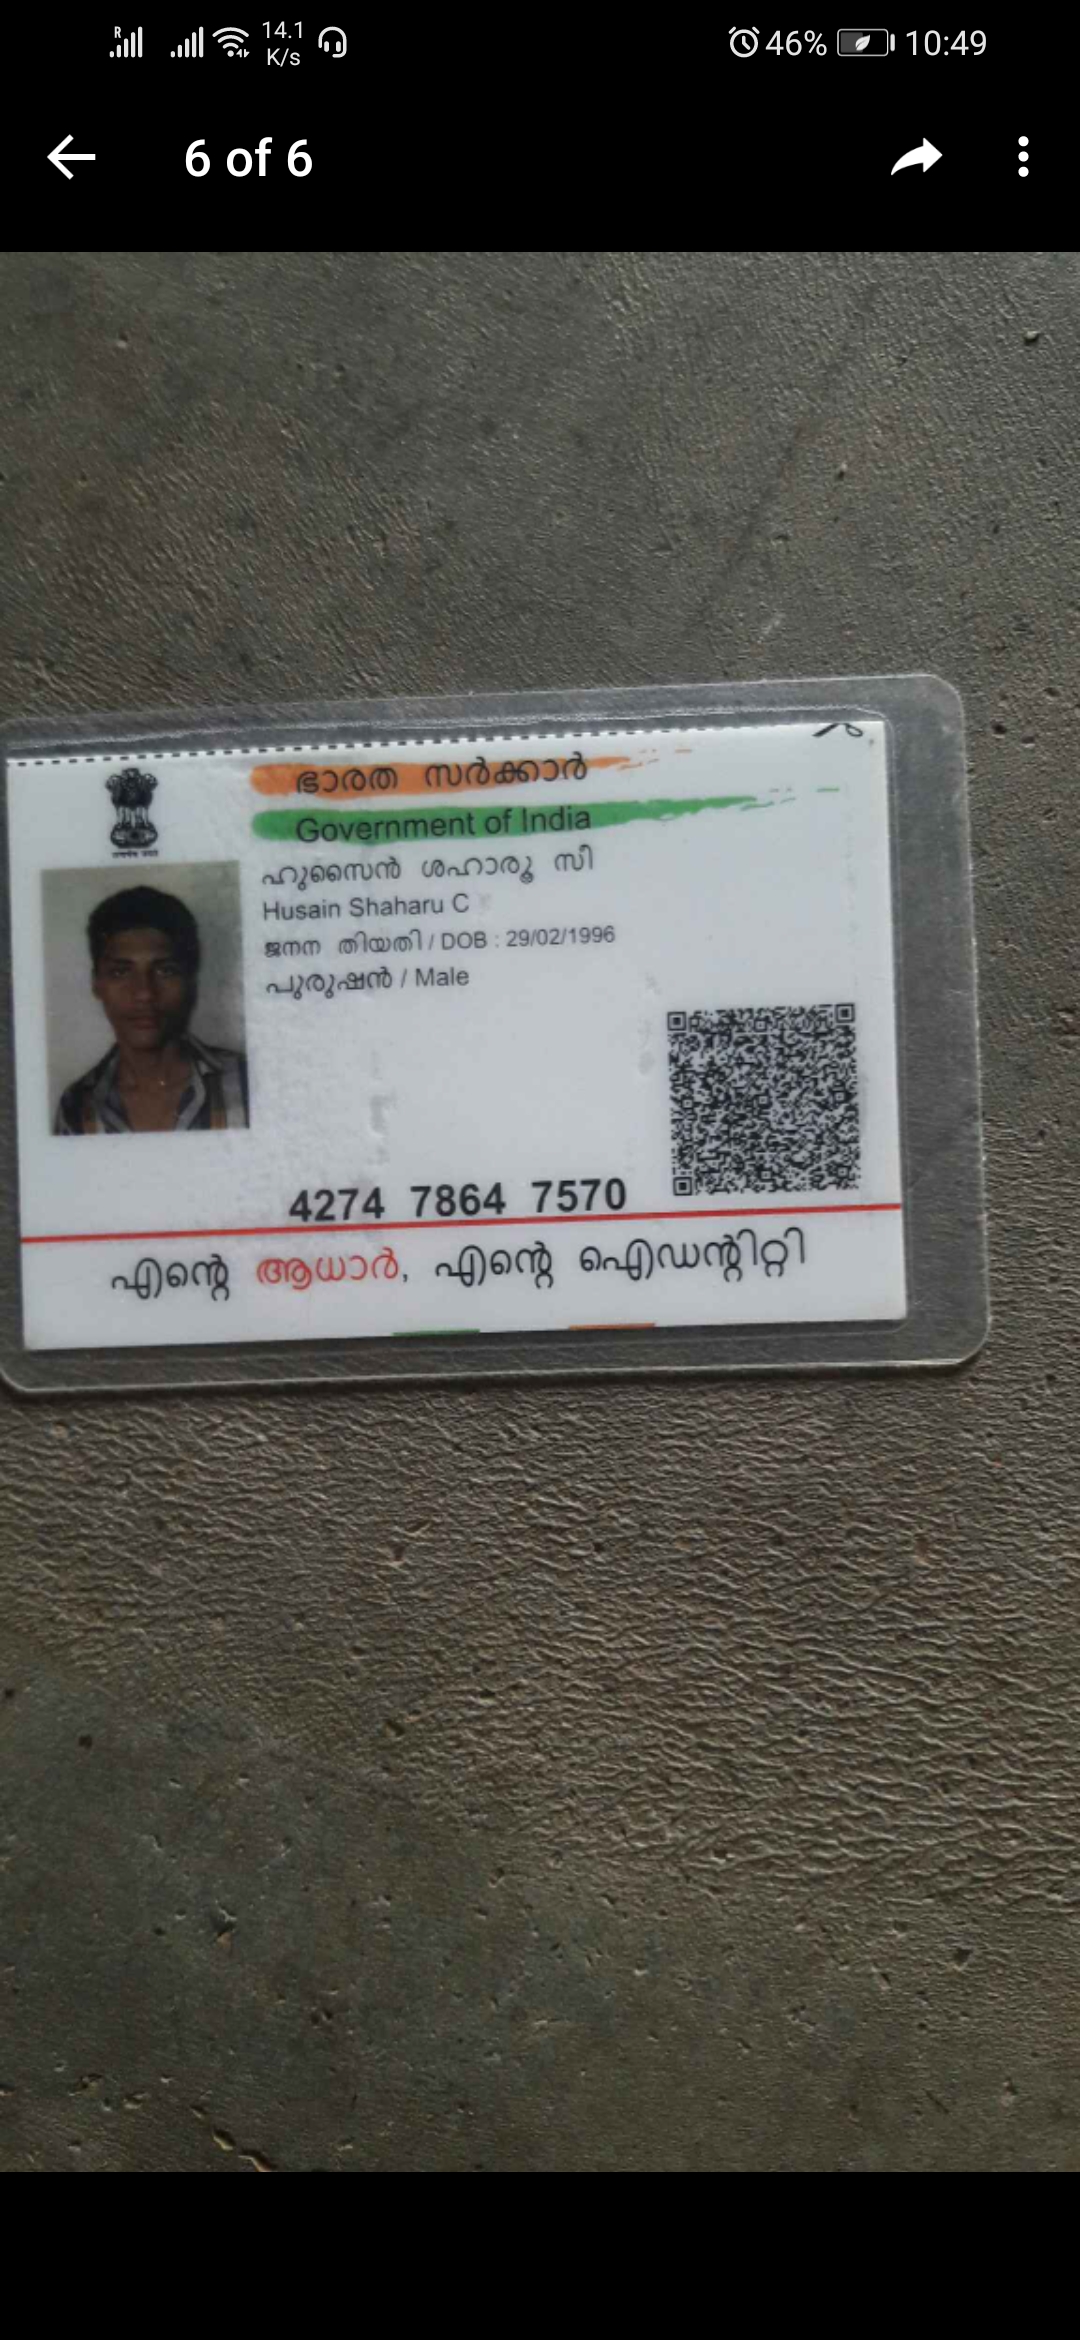 R
14.1
K/s
46%
10:49
6 of 6
ഭാരത സർക്കാർ
Government of India
ഹുസൈൻ ശഹാരൂ സീ
Husain Shaharu C
ജനന തിയതി / DOB : 29/02/1996
പുരുഷൻ / Male
4274 7864 7570
എന്റെ ആധാർ, എന്റെ ഐഡന്റിറ്റി